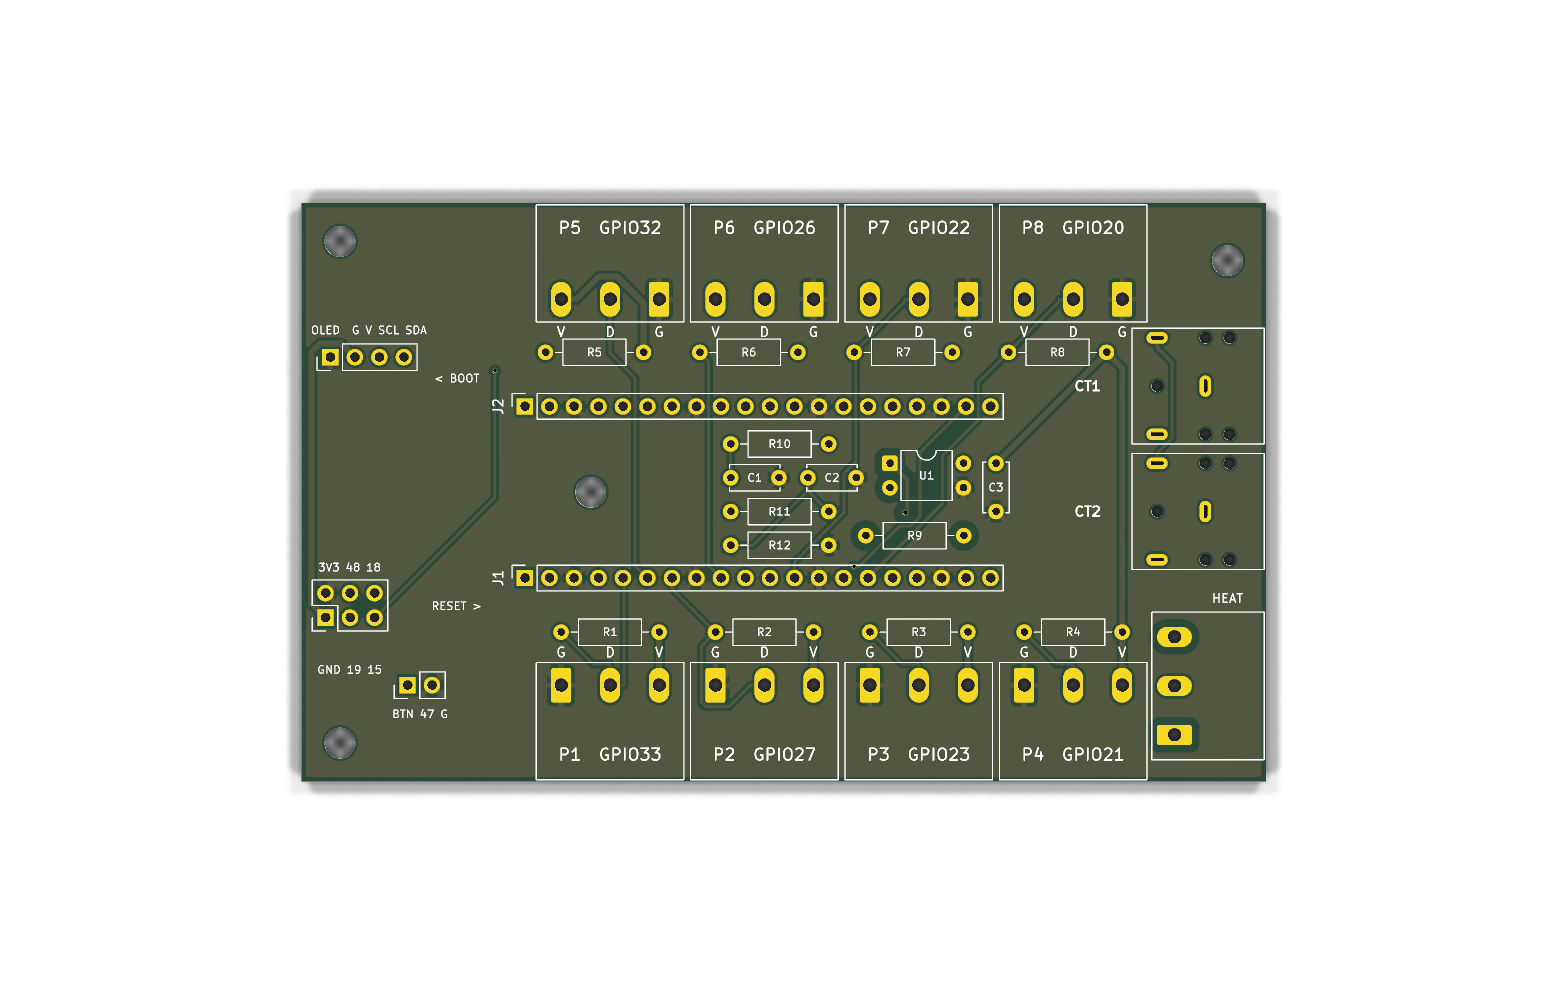 P5 GPIO32
P6 GPIO26
P7 GPIO22
P8 GPIO20
V D G
V D G
V D G
V D G
OLED G V SCL SDA
R5
R6
R7
R8
< BOOT
CT1
J2
R10
C1
C2
U1
C3
R11
CT2
R12
R9
3V3 48 18
J1
RESET >
HEAT
R1
R2
R3
R4
G D V
G D V
G D V
G D V
GND 19 15
BTN 47 G
P1 GPIO33
P2 GPIO27
P3 GPIO23
P4 GPIO21